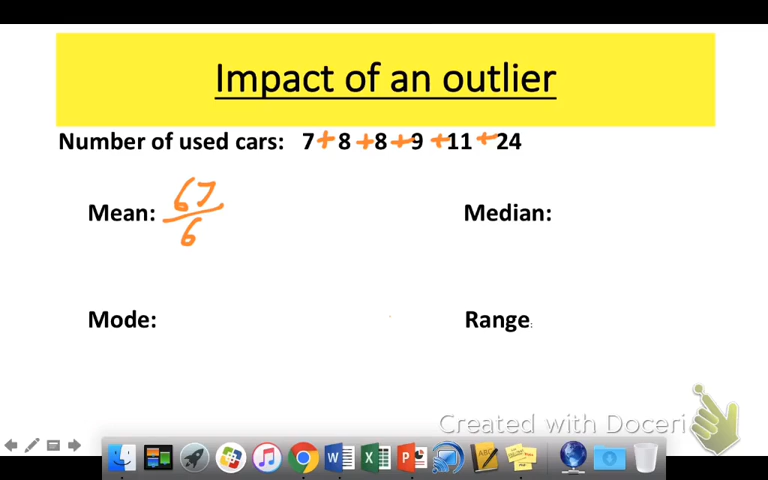 Impact of an outlier
Number of used cars: 7 + 8 + 8 + 9 + 11 + 24
Mean: 67/6
Median:
Mode:
Range:
Created with Doceri